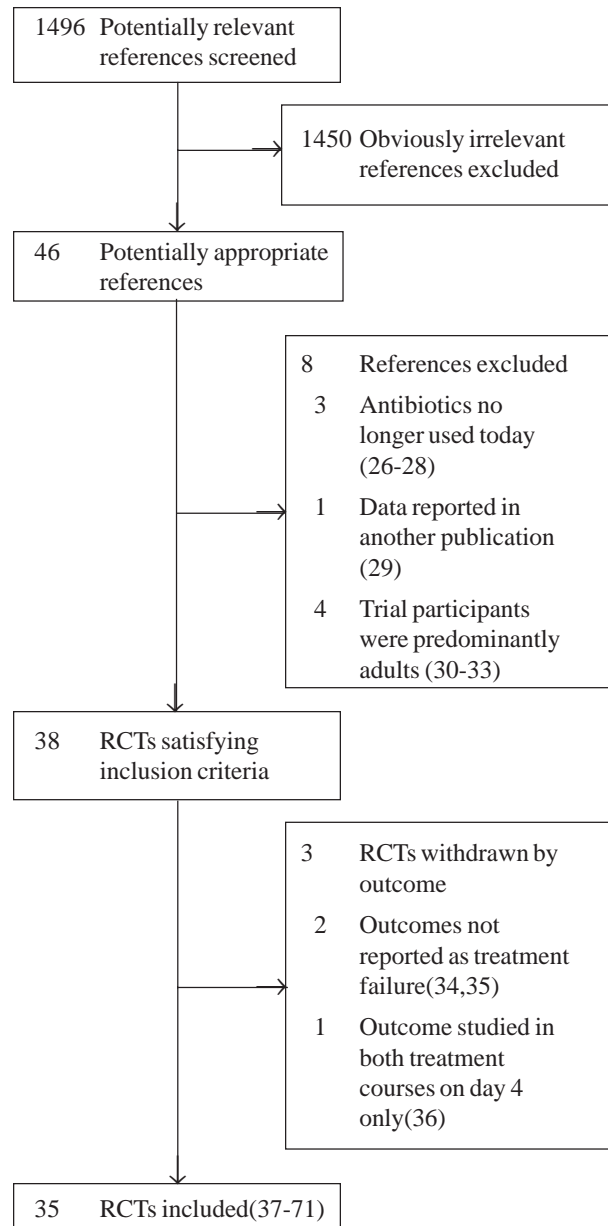 1496 Potentially relevant
references screened
1450 Obviously irrelevant
references excluded
46 Potentially appropriate
references
8 References excluded
3 Antibiotics no
longer used today
(26-28)
1 Data reported in
another publication
(29)
4 Trial participants
were predominantly
adults (30-33)
38 RCTs satisfying
inclusion criteria
3 RCTs withdrawn by
outcome
2 Outcomes not
reported as treatment
failure(34,35)
1 Outcome studied in
both treatment
courses on day 4
only(36)
35 RCTs included(37-71)